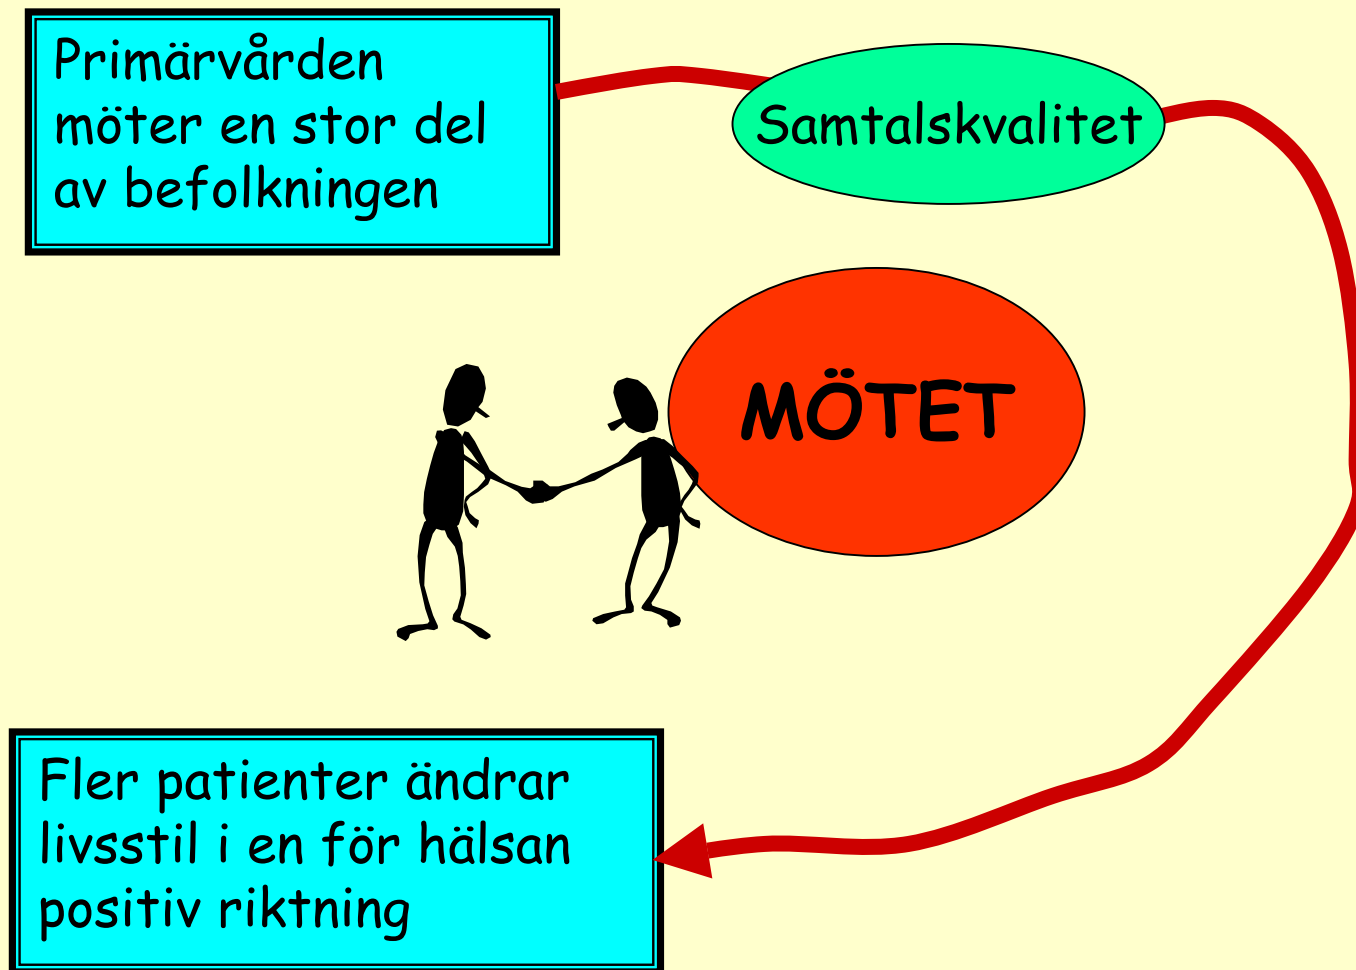 Primärvården
möter en stor del
av befolkningen
Samtalskvalitet
MÖTET
Fler patienter ändrar
livsstil i en för hälsan
positiv riktning